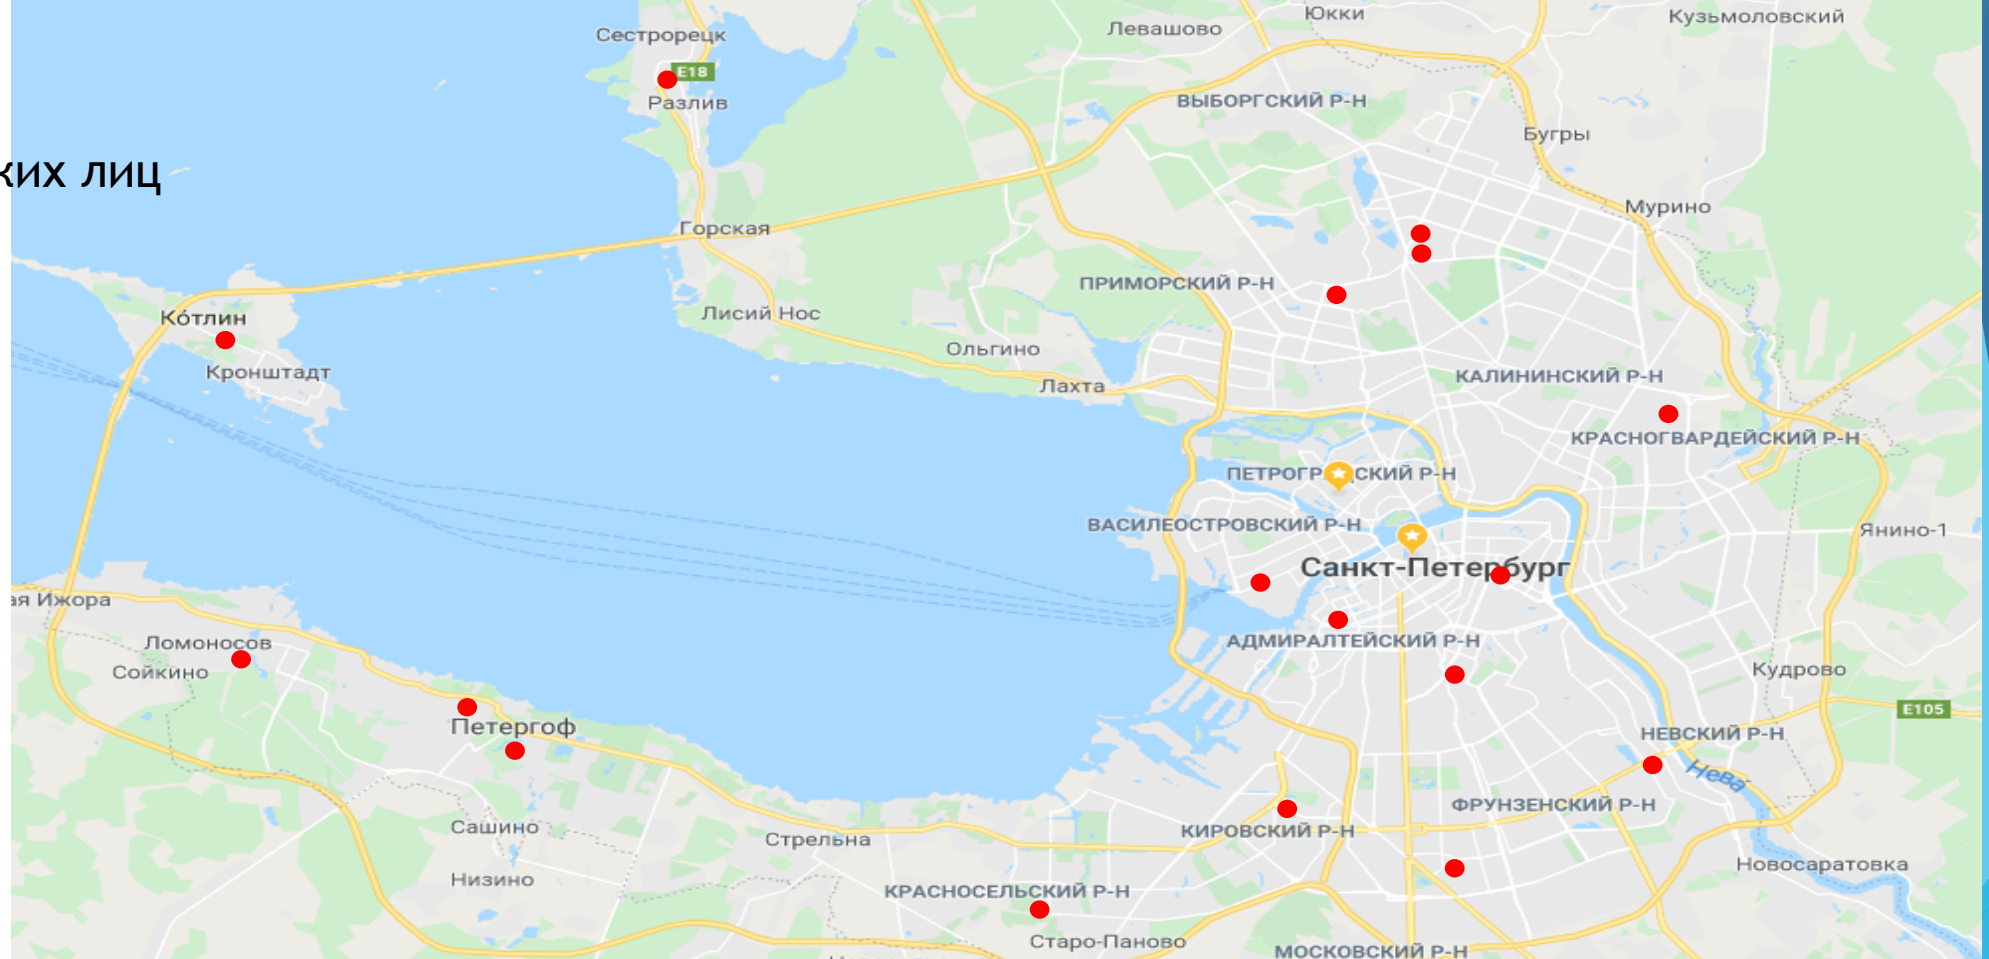 Юкки
Кузьмоловский
Левашово
Сестрорецк
E18
Разлив
ВЫБОРГСКИЙ Р-Н
Бугры
ких лиц
Мурино
Горская
ПРИМОРСКИЙ Р-Н
Лисий Нос
Ко́тлин
Ольгино
Кронштадт
Лахта
КАЛИНИНСКИЙ Р-Н
КРАСНОГВАРДЕЙСКИЙ Р-Н
ПЕТРОГР СКИЙ Р-Н
ВАСИЛЕОСТРОВСКИЙ Р-Н
Янино-1
Санкт-Петербург
ая Ижора
Ломоносов
АДМИРАЛТЕЙСКИЙ Р-Н
Сойкино
Кудрово
E105
Петергоф
НЕВСКИЙ Р-Н
Нева
ФРУНЗЕНСКИЙ Р-Н
Сашино
КИРОВСКИЙ Р-Н
Стрельна
Новосаратовка
Низино
КРАСНОСЕЛЬСКИЙ Р-Н
Старо-Паново
МОСКОВСКИЙ Р-Н